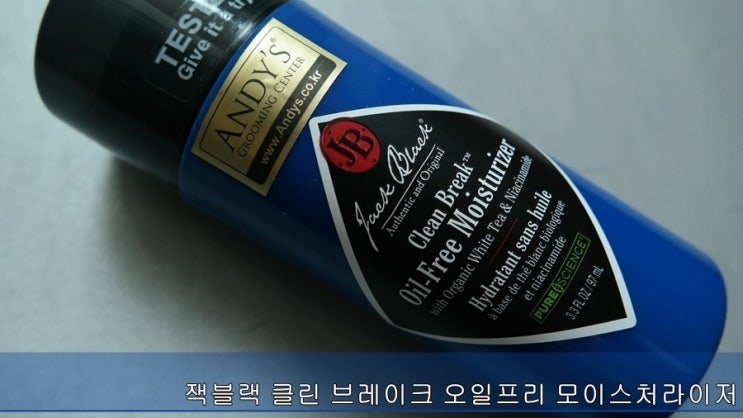 TESTE
Give it a try
ANDY'S
GROOMING CENTER
www.Andys.co.kr
JB
Jack Black®
Authentic and Original
Clean Break™
Oil-Free Moisturizer
with Organic White Tea & Niacinamide
Hydratant sans huile
à base de thé blanc biologique
et niacinamide
PURE SCIENCE
3.3 FL OZ / 97 mL
잭블랙 클린 브레이크 오일프리 모이스처라이저